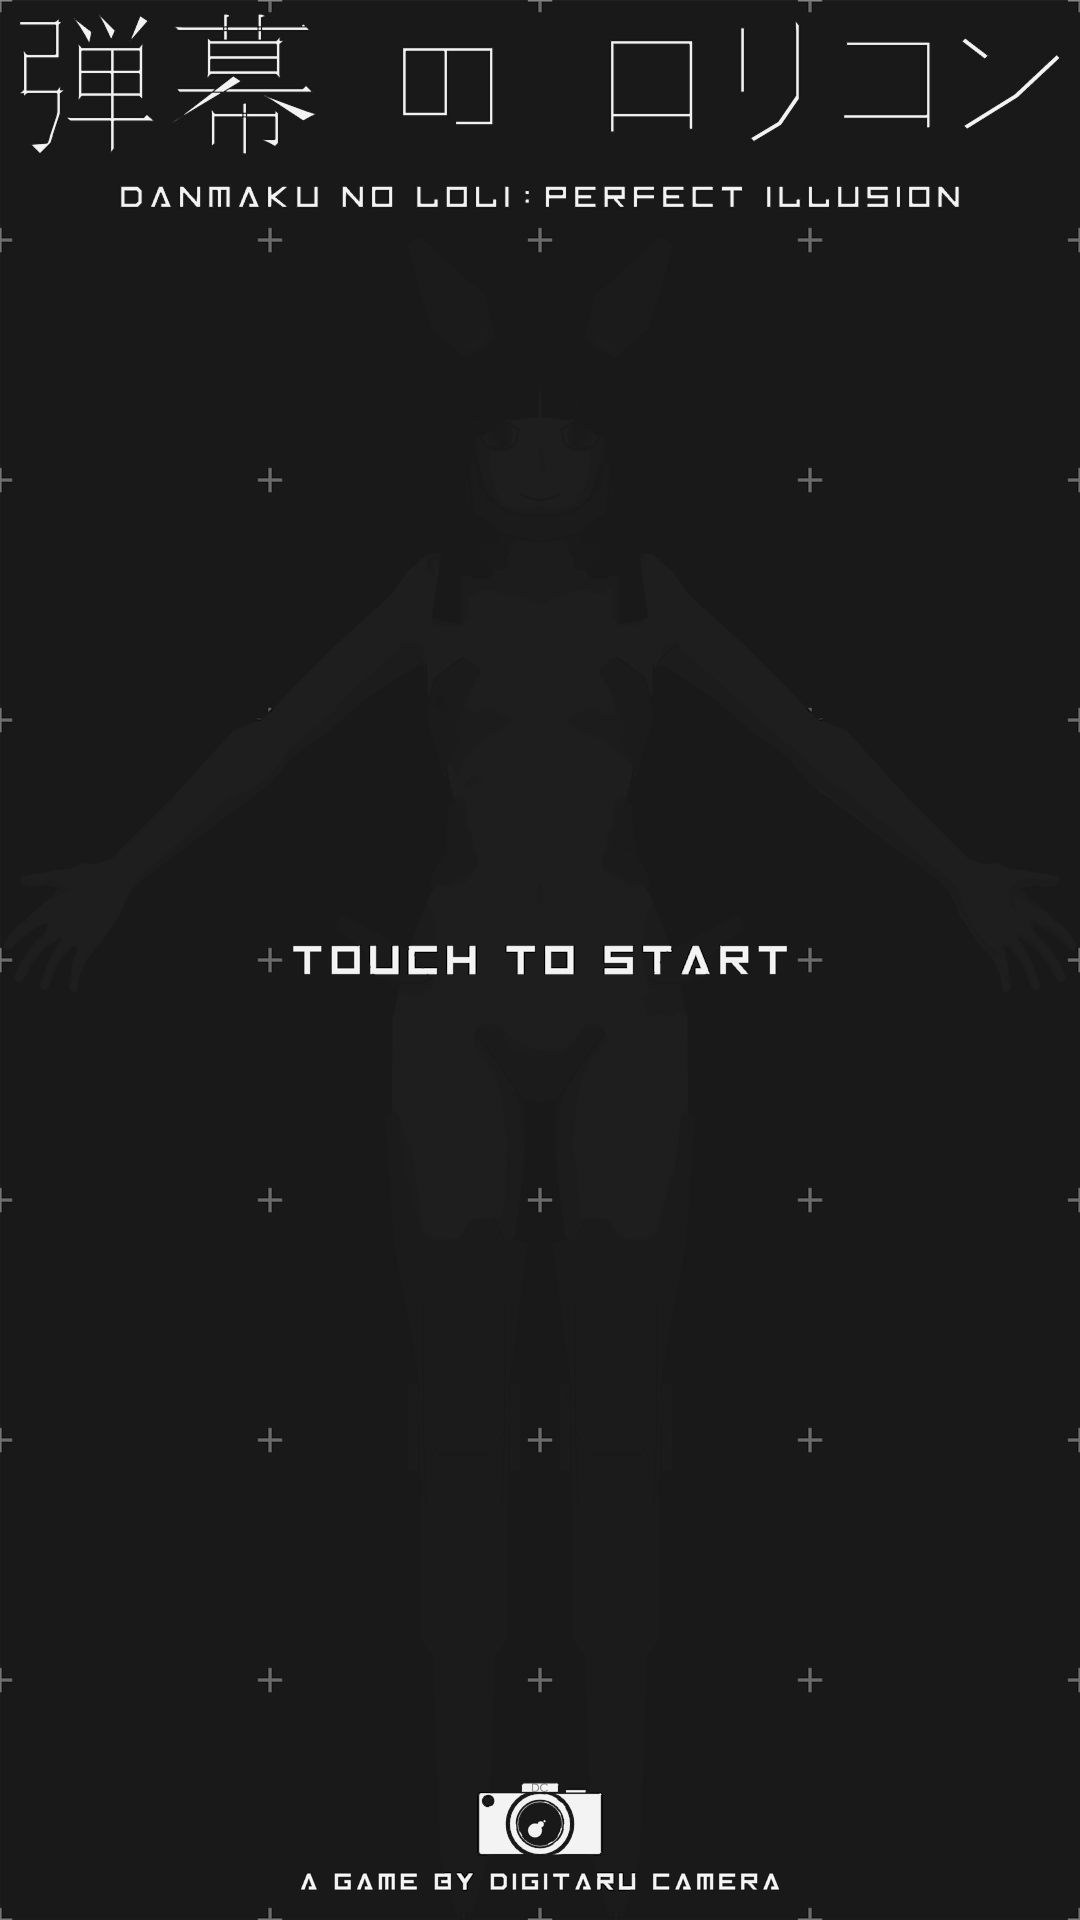 弾幕 の ロリコン
DANMAKU NO LOLI : PERFECT ILLUSION
TOUCH TO START
DC
A GAME BY DIGITARU CAMERA